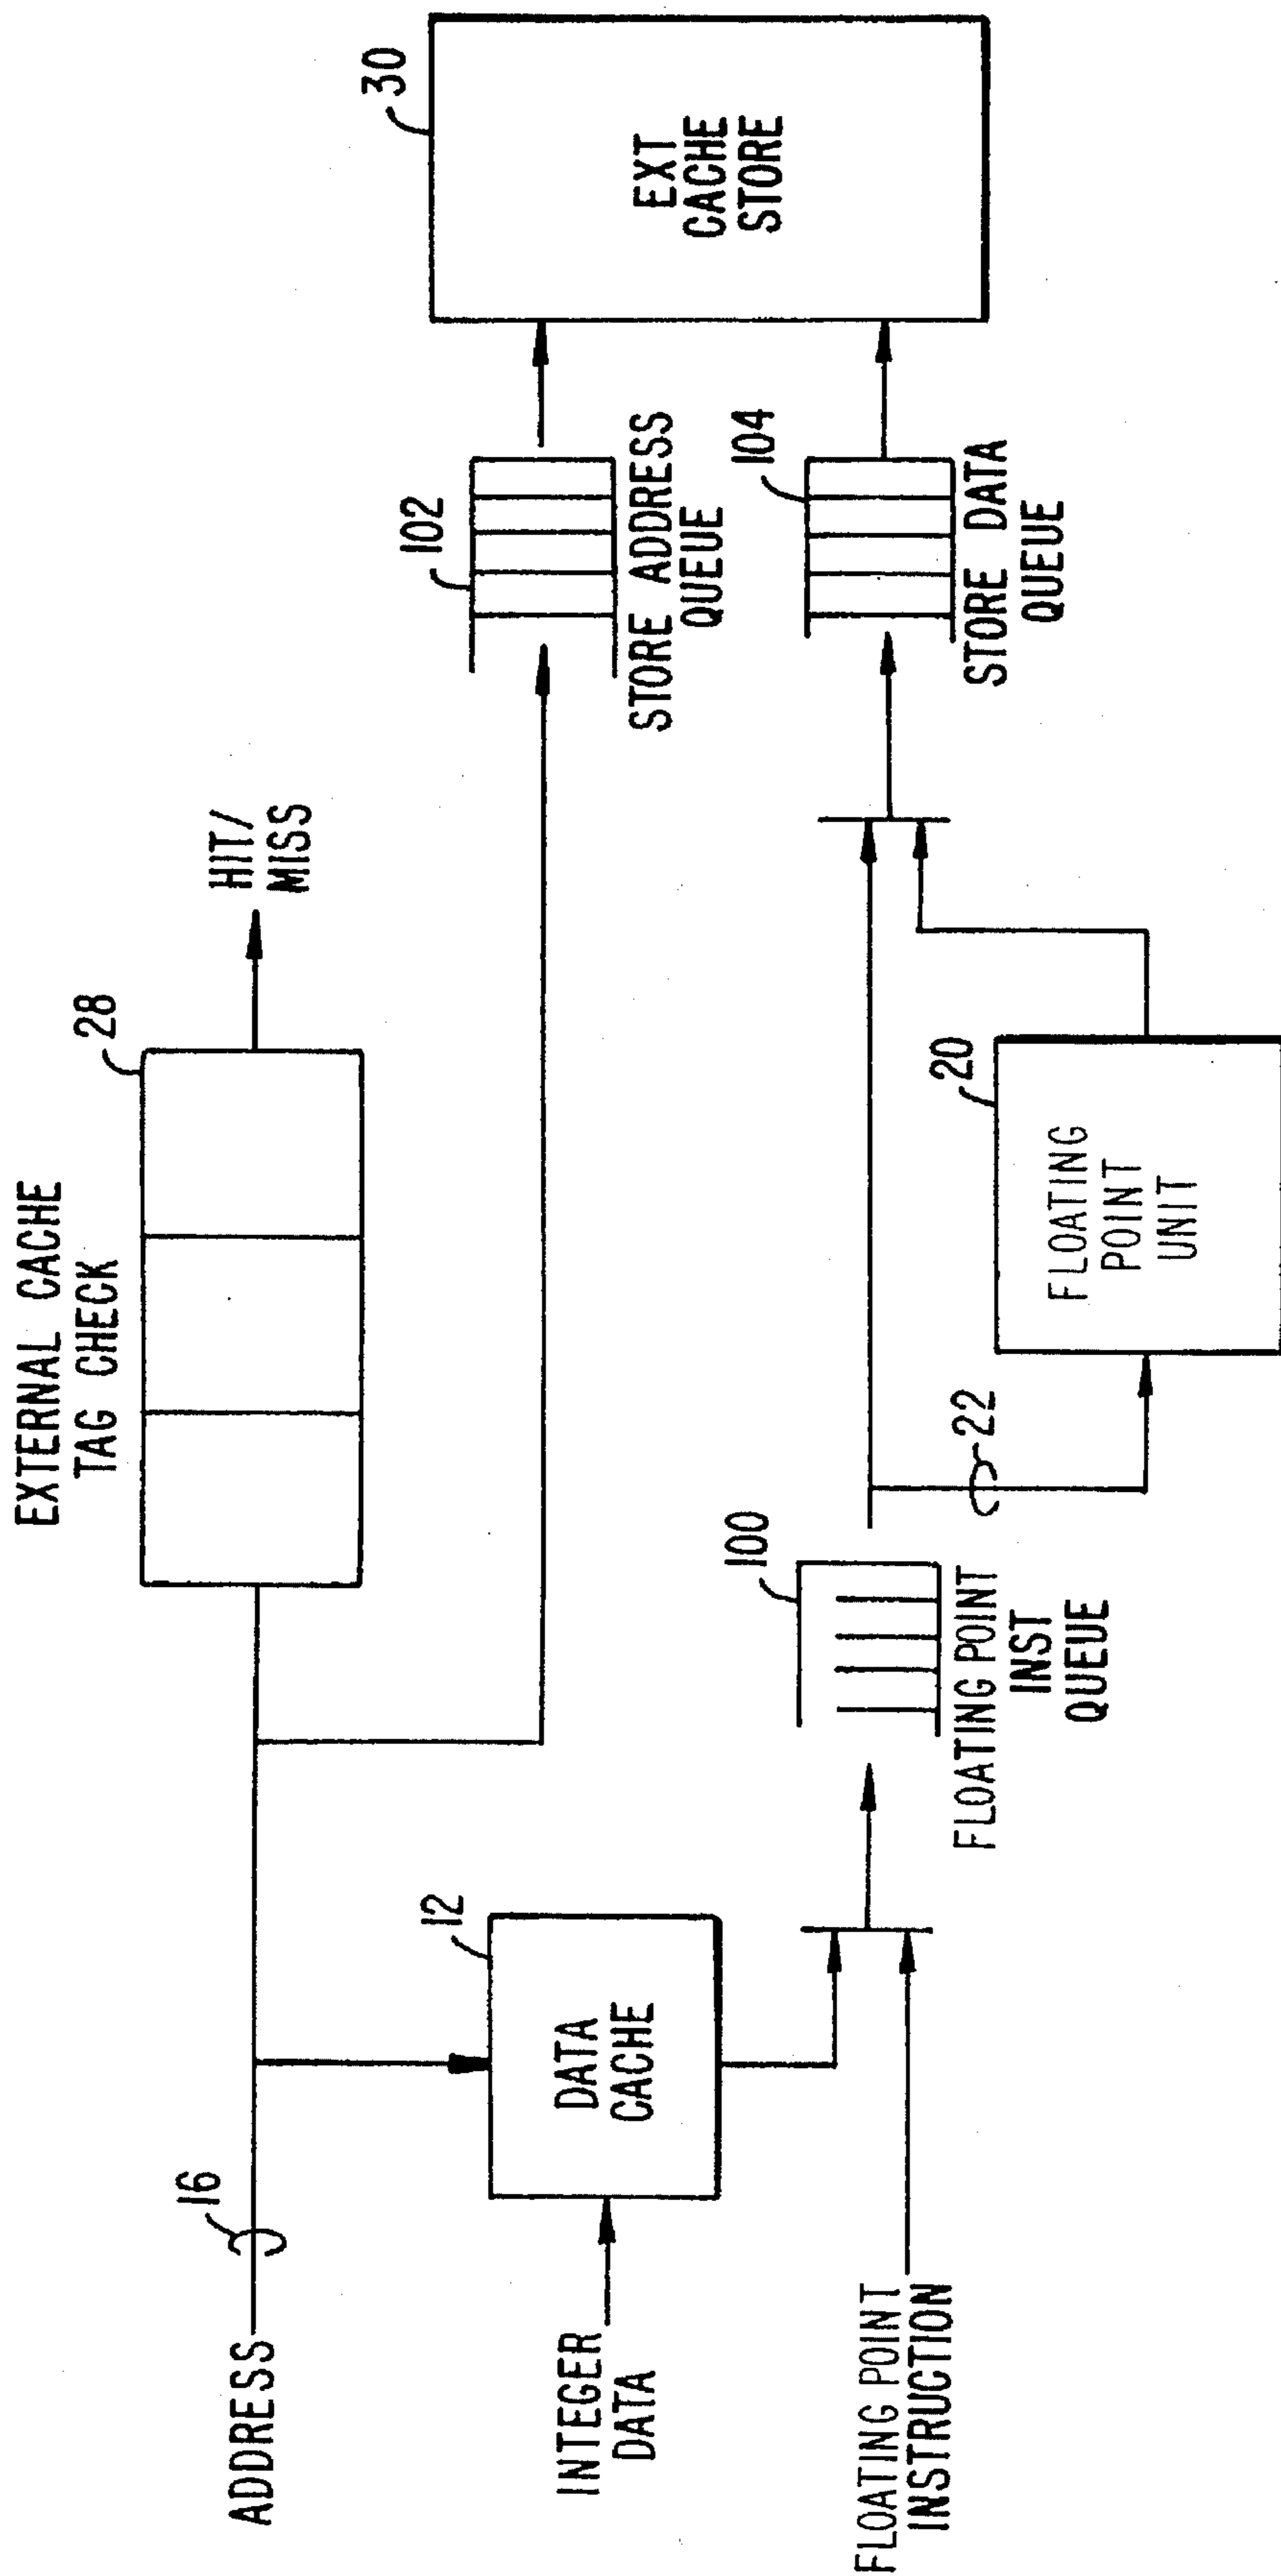 EXTERNAL CACHE
TAG CHECK
28
HIT/
MISS
ADDRESS
16
30
EXT
CACHE
STORE
102
STORE ADDRESS
QUEUE
12
DATA
CACHE
INTEGER
DATA
104
STORE DATA
QUEUE
100
FLOATING POINT
INST
QUEUE
22
20
FLOATING
POINT
UNIT
FLOATING POINT
INSTRUCTION